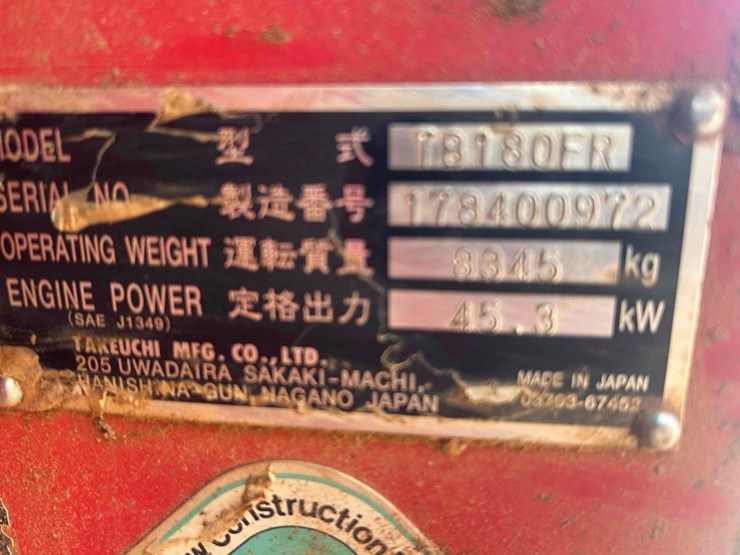 MODEL 型式 TB180FR
SERIAL NO. 製造番号 178400972
OPERATING WEIGHT 運転質量 8345 kg
ENGINE POWER 定格出力 45.3 kW
(SAE J1349)
TAKEUCHI MFG. CO., LTD.
205 UWADAIRA SAKAKI-MACHI,
HANISHINA-GUN, NAGANO JAPAN
MADE IN JAPAN
03703-67452
Construction